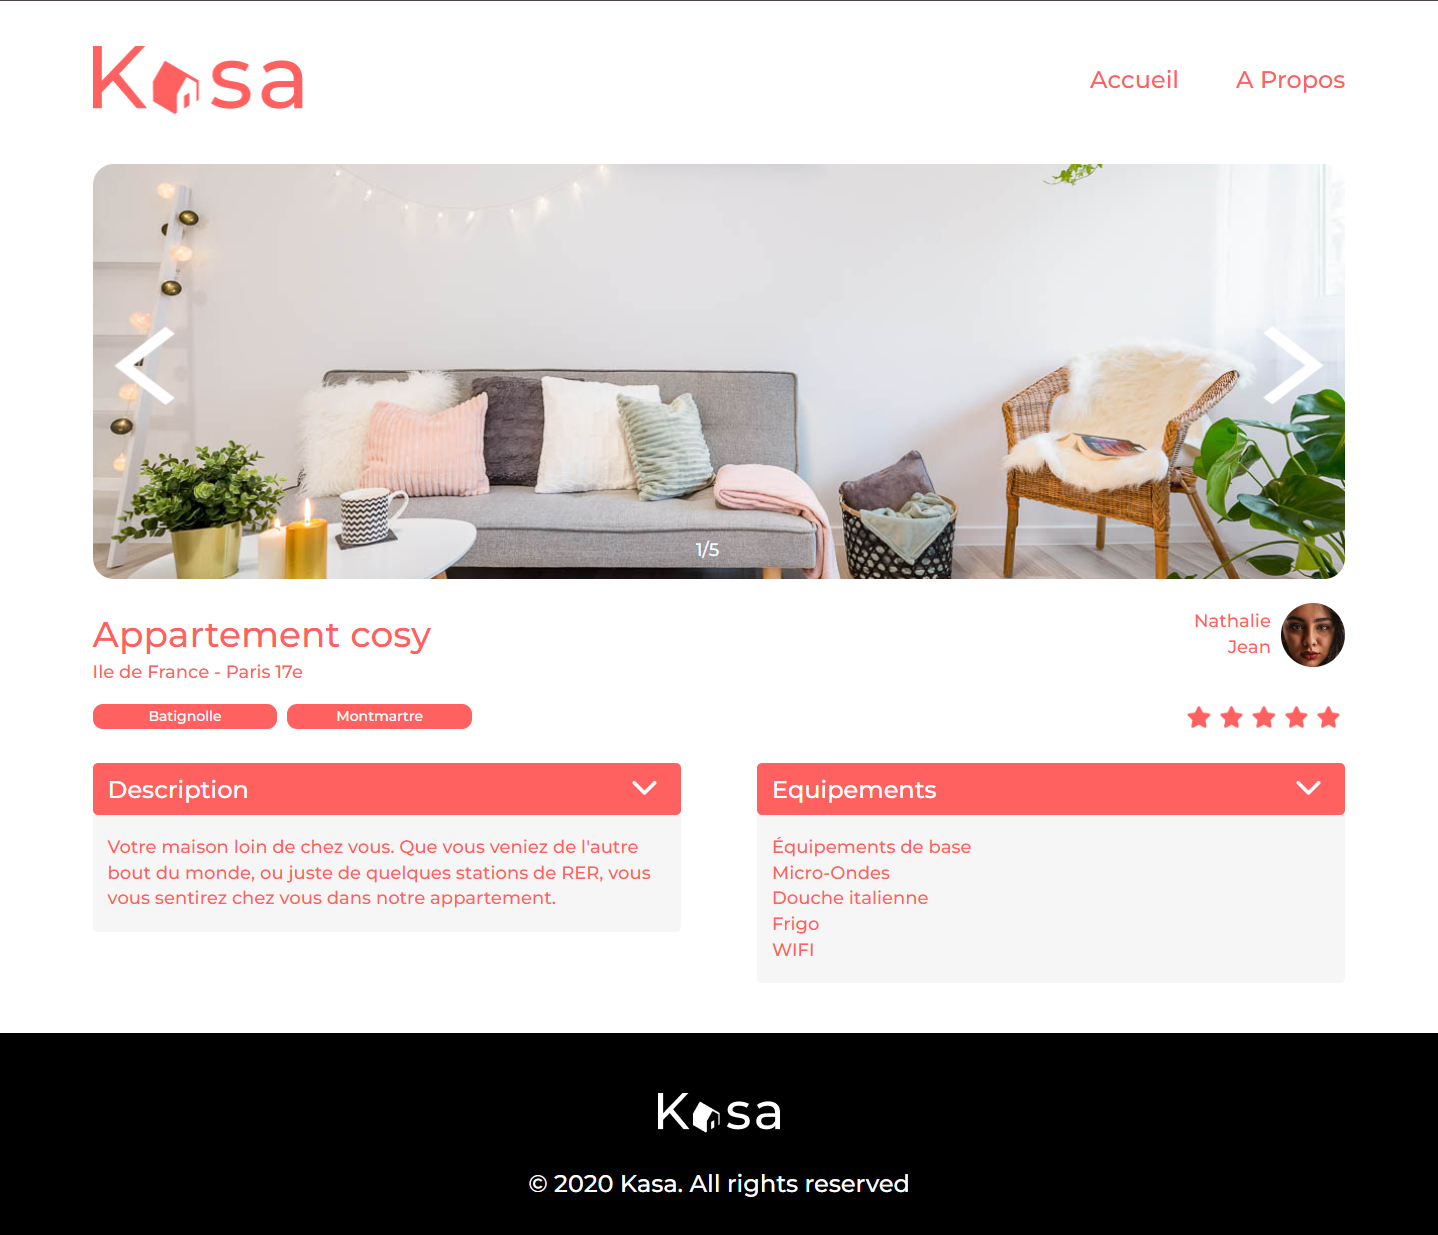 Kasa
Accueil
A Propos
1/5
Appartement cosy
Ile de France - Paris 17e
Nathalie
Jean
Batignolle
Montmartre
Description
Votre maison loin de chez vous. Que vous veniez de l'autre
bout du monde, ou juste de quelques stations de RER, vous
vous sentirez chez vous dans notre appartement.
Equipements
Équipements de base
Micro-Ondes
Douche italienne
Frigo
WIFI
Kasa
© 2020 Kasa. All rights reserved